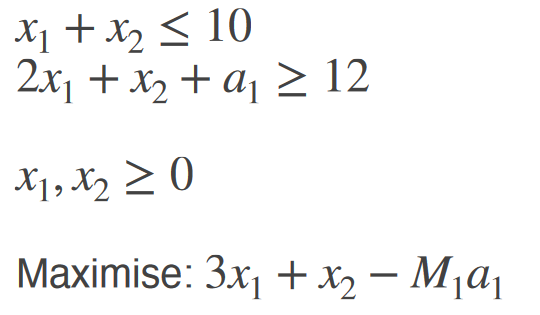 x₁ + x₂ ≤ 10
2x₁ + x₂ + a₁ ≥ 12
x₁, x₂ ≥ 0
Maximise: 3x₁ + x₂ − M₁a₁